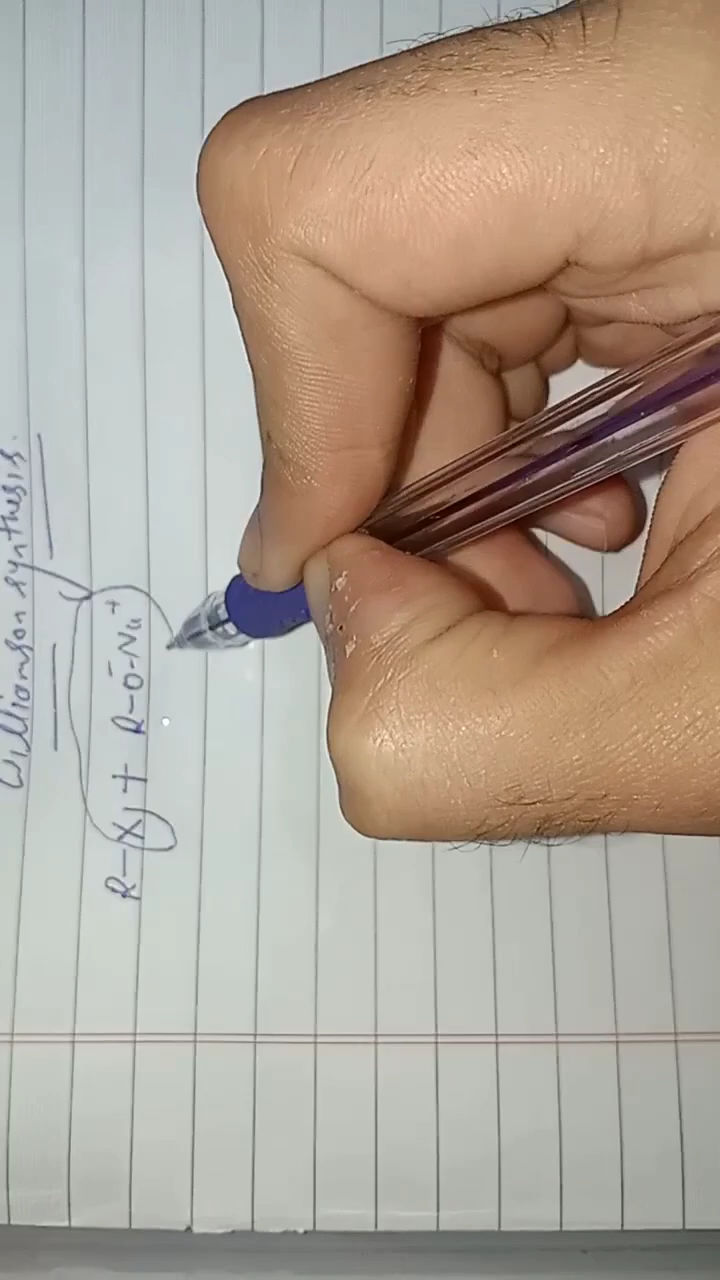 Williamson synthesis.
R-X + R-O⁻Na⁺